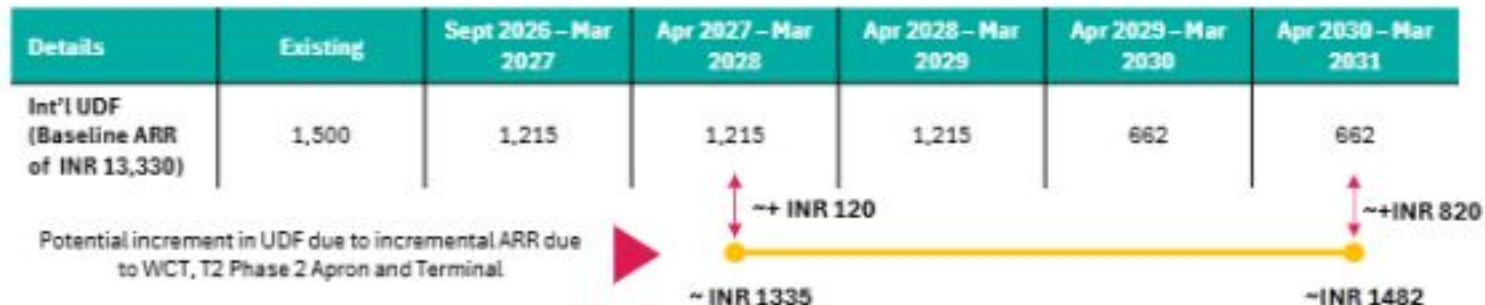 Details Existing Sept 2026 – Mar 2027 Apr 2027 – Mar 2028 Apr 2028 – Mar 2029 Apr 2029 – Mar 2030 Apr 2030 – Mar 2031
Int'l UDF (Baseline ARR of INR 13,330) 1,500 1,215 1,215 1,215 662 662
~+ INR 120
~+INR 820
Potential increment in UDF due to incremental ARR due
to WCT, T2 Phase 2 Apron and Terminal
~ INR 1335
~INR 1482